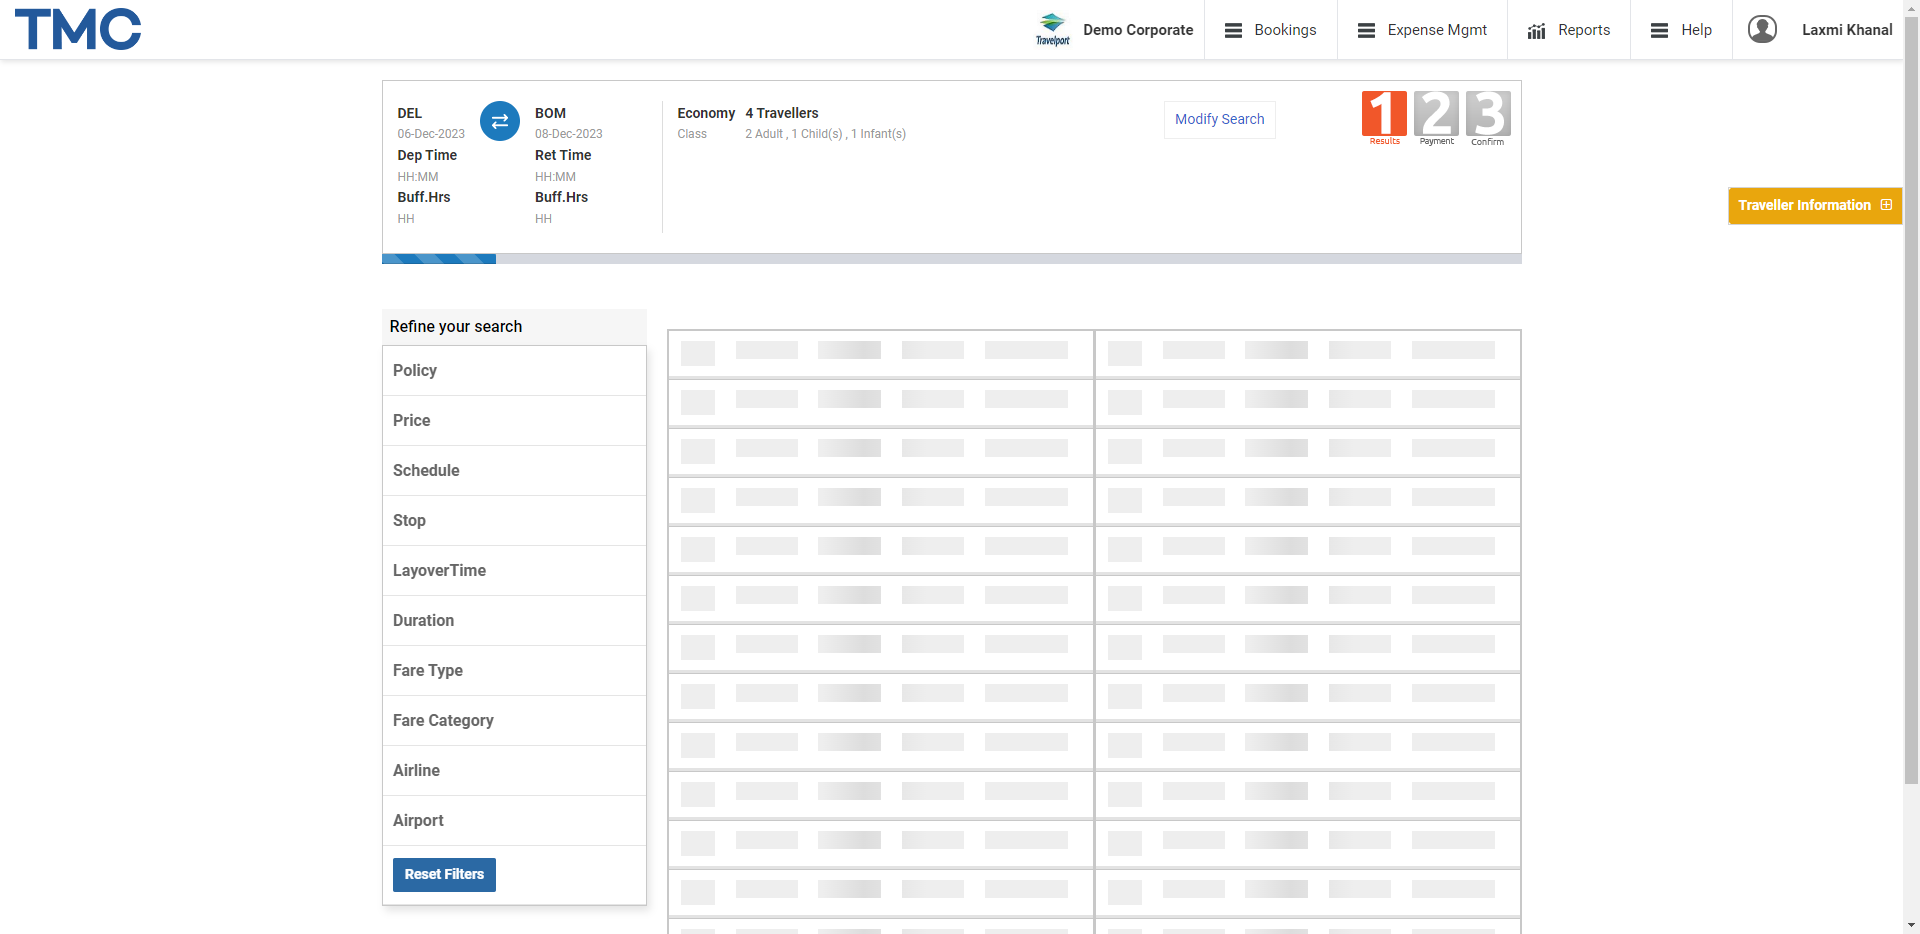 TMC
Travelport
Demo Corporate
Bookings
Expense Mgmt
Reports
Help
Laxmi Khanal
DEL
06-Dec-2023
Dep Time
HH:MM
Buff.Hrs
HH
BOM
08-Dec-2023
Ret Time
HH:MM
Buff.Hrs
HH
Economy
Class
4 Travellers
2 Adult , 1 Child(s) , 1 Infant(s)
Modify Search
1
Results
2
Payment
3
Confirm
Traveller Information
Refine your search
Policy
Price
Schedule
Stop
LayoverTime
Duration
Fare Type
Fare Category
Airline
Airport
Reset Filters